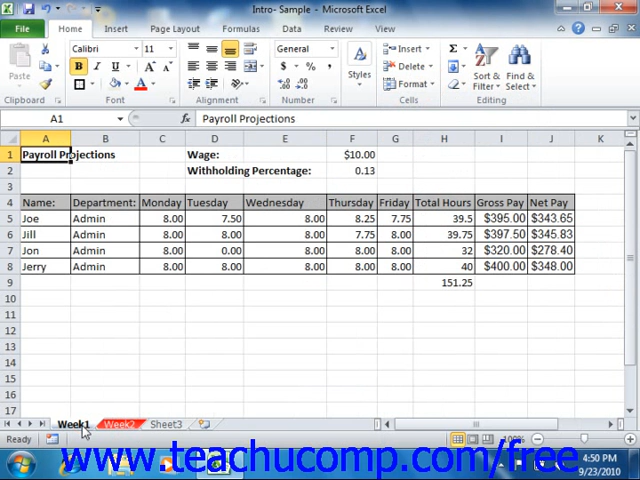 Intro- Sample - Microsoft Excel
File Home Insert Page Layout Formulas Data Review View
Calibri 11 General Insert
Paste B I U $ % , Styles Delete Sort & Filter Find & Select
A Format
Clipboard Font Alignment Number Cells Editing
A1 fx Payroll Projections
A B C D E F G H I J K
1 Payroll Projections Wage: $10.00
2 Withholding Percentage: 0.13
3
4 Name: Department: Monday Tuesday Wednesday Thursday Friday Total Hours Gross Pay Net Pay
5 Joe Admin 8.00 7.50 8.00 8.25 7.75 39.5 $395.00 $343.65
6 Jill Admin 8.00 8.00 8.00 7.75 8.00 39.75 $397.50 $345.83
7 Jon Admin 8.00 0.00 8.00 8.00 8.00 32 $320.00 $278.40
8 Jerry Admin 8.00 8.00 8.00 8.00 8.00 40 $400.00 $348.00
9 151.25
10
11
12
13
14
15
16
17
Week1 Week2 Sheet3
Ready 100%
www.teachucomp.com/free
4:50 PM
9/23/2010